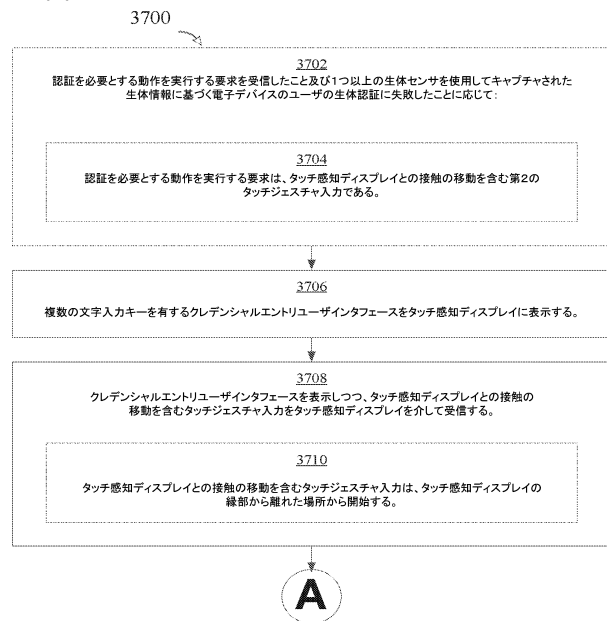 3700
3702
認証を必要とする動作を実行する要求を受信したこと及び1つ以上の生体センサを使用してキャプチャされた
生体情報に基づく電子デバイスのユーザの生体認証に失敗したことに応じて:
3704
認証を必要とする動作を実行する要求は、タッチ感知ディスプレイとの接触の移動を含む第2の
タッチジェスチャ入力である。
3706
複数の文字入力キーを有するクレデンシャルエントリユーザインタフェースをタッチ感知ディスプレイに表示する。
3708
クレデンシャルエントリユーザインタフェースを表示しつつ、タッチ感知ディスプレイとの接触の
移動を含むタッチジェスチャ入力をタッチ感知ディスプレイを介して受信する。
3710
タッチ感知ディスプレイとの接触の移動を含むタッチジェスチャ入力は、タッチ感知ディスプレイの
縁部から離れた場所から開始する。
A